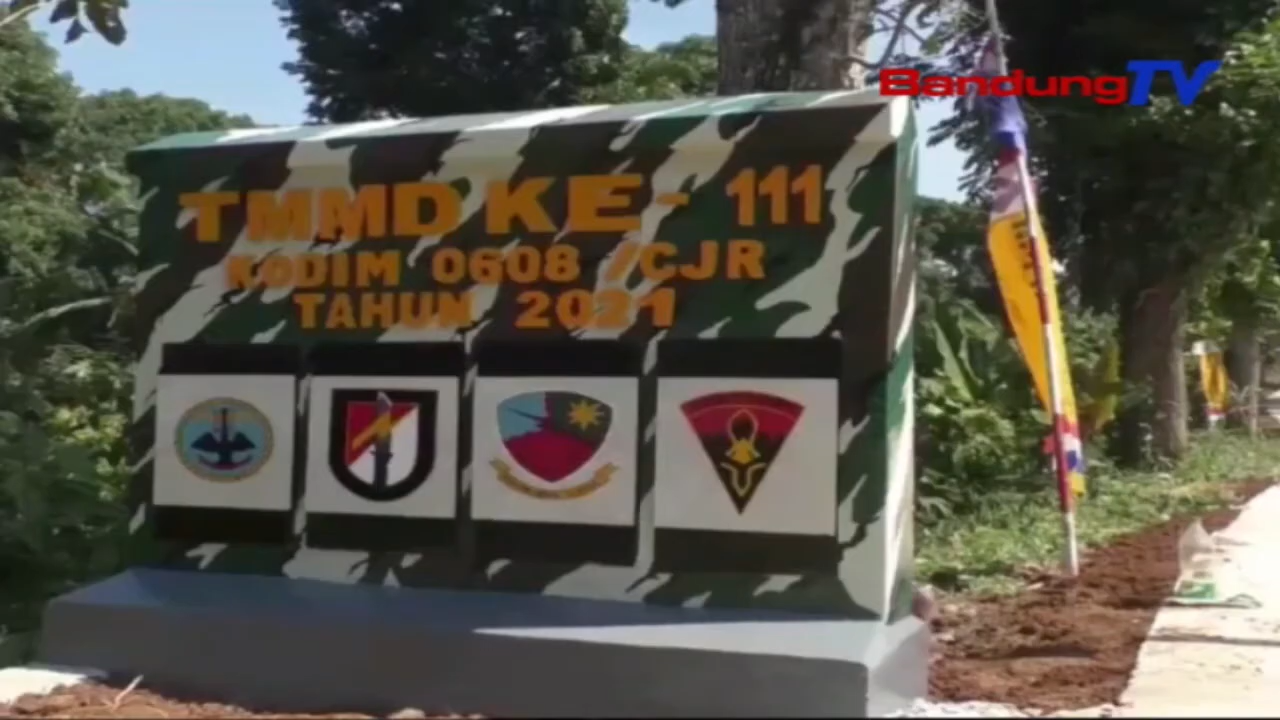 BandungTV
TMMD KE- 111
KODIM 0608 /CJR
TAHUN 2021